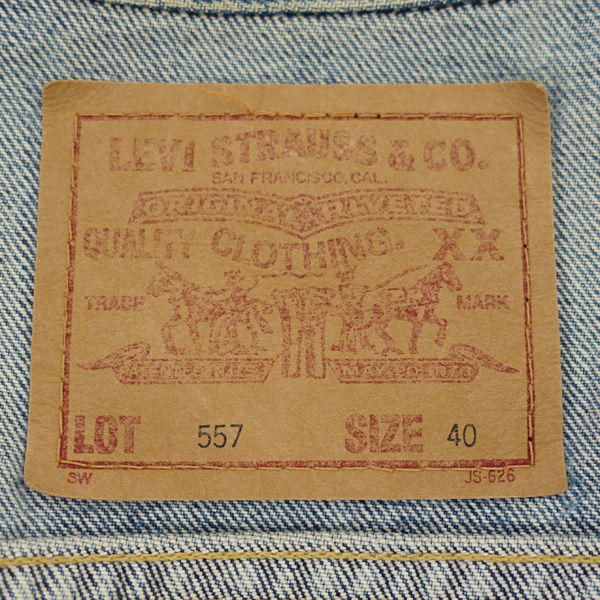 LEVI STRAUSS & CO.
SAN FRANCISCO, CAL.
ORIGINAL RIVETED
QUALITY CLOTHING. XX
TRADE MARK
LOT 557 SIZE 40
SW JS-626